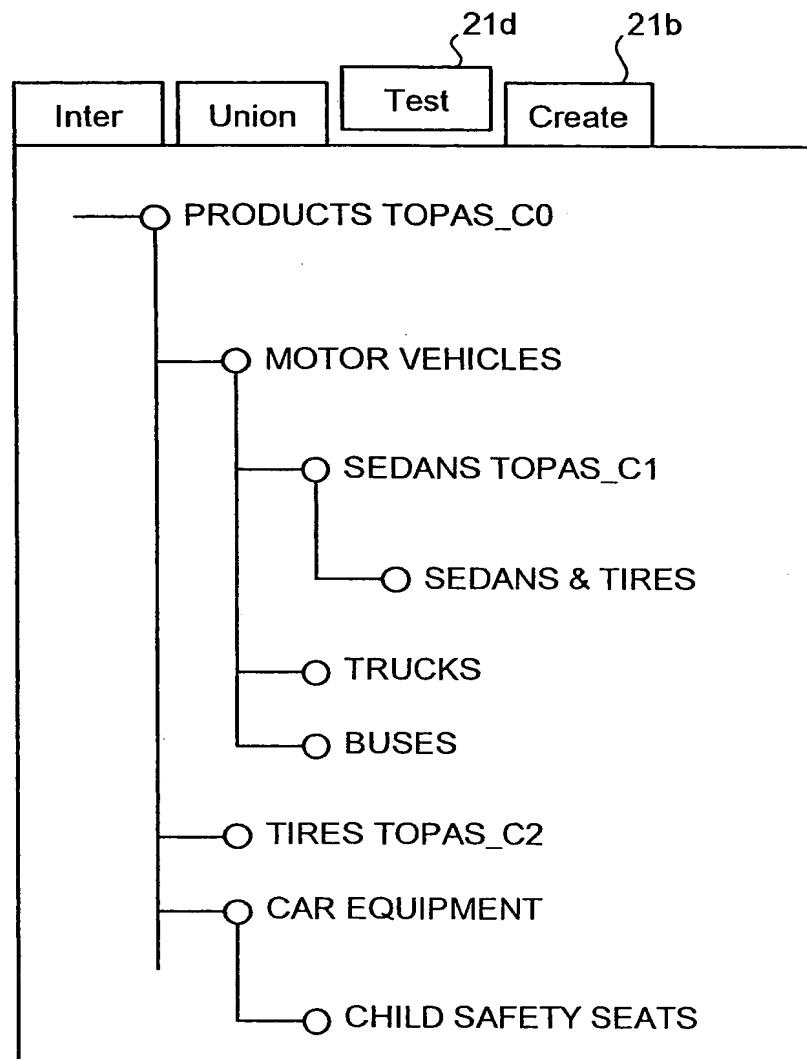 21d 21b
Inter Union Test Create
PRODUCTS TOPAS_C0
MOTOR VEHICLES
SEDANS TOPAS_C1
SEDANS & TIRES
TRUCKS
BUSES
TIRES TOPAS_C2
CAR EQUIPMENT
CHILD SAFETY SEATS